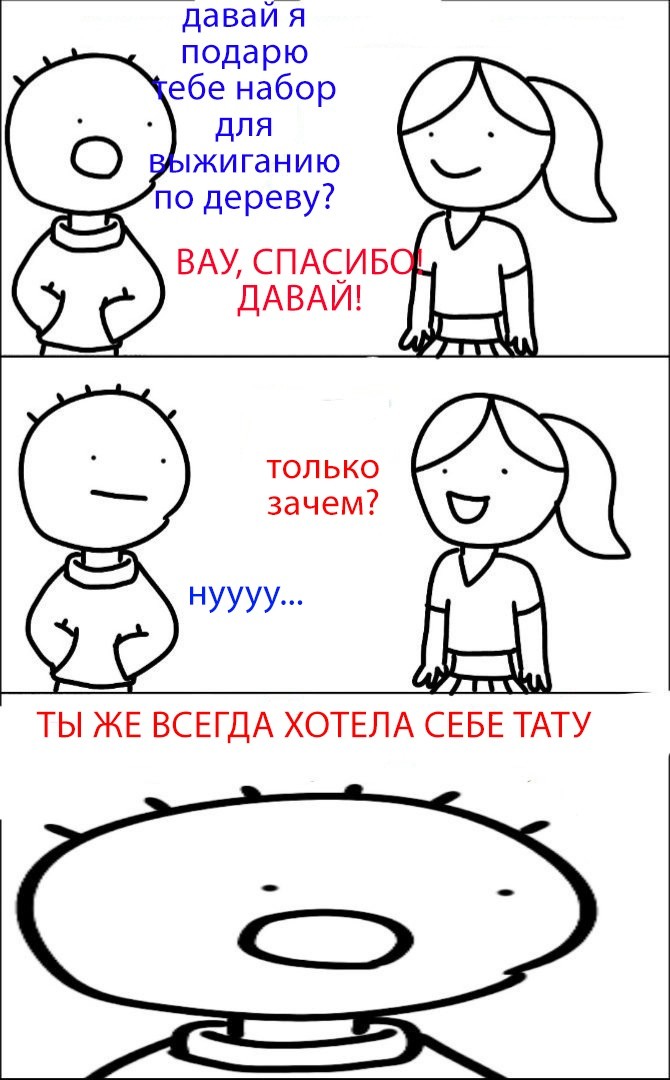 давай я
подарю
тебе набор
для
выжиганию
по дереву?
ВАУ, СПАСИБО!
ДАВАЙ!
только
зачем?
нуууу...
ТЫ ЖЕ ВСЕГДА ХОТЕЛА СЕБЕ ТАТУ